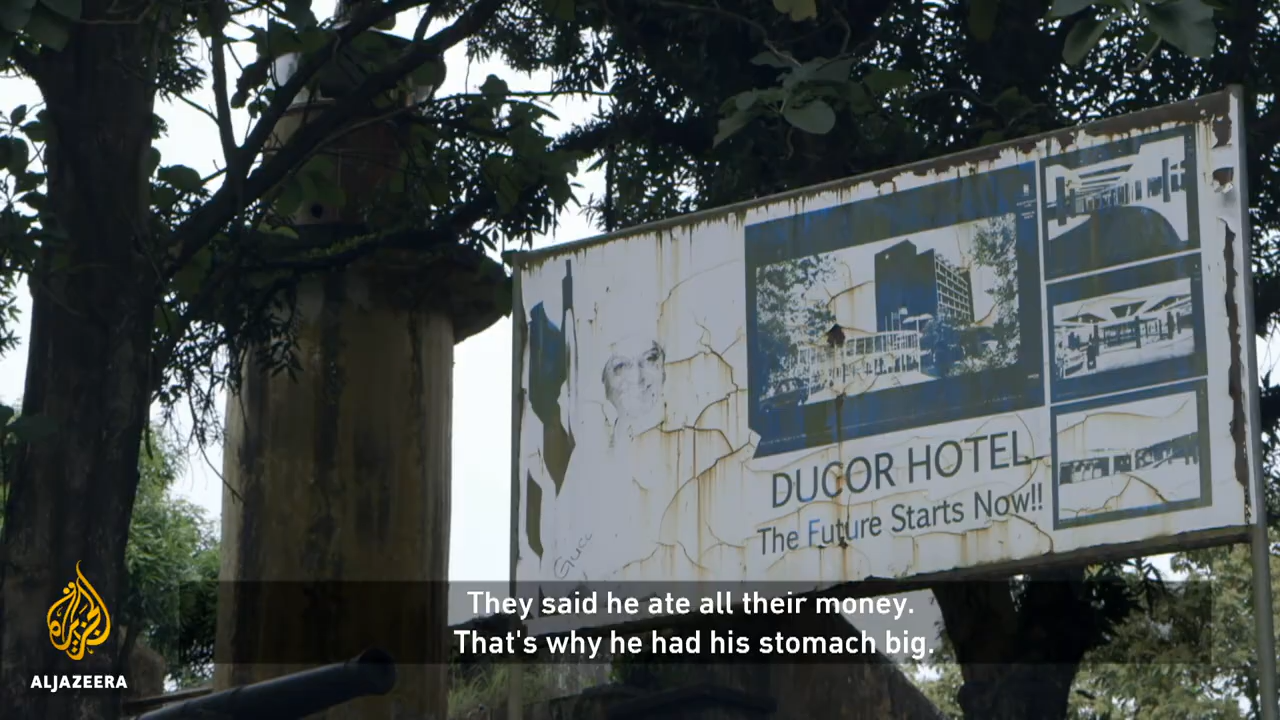 DUCOR HOTEL
The Future Starts Now!!
Gucci
They said he ate all their money.
That's why he had his stomach big.
ALJAZEERA